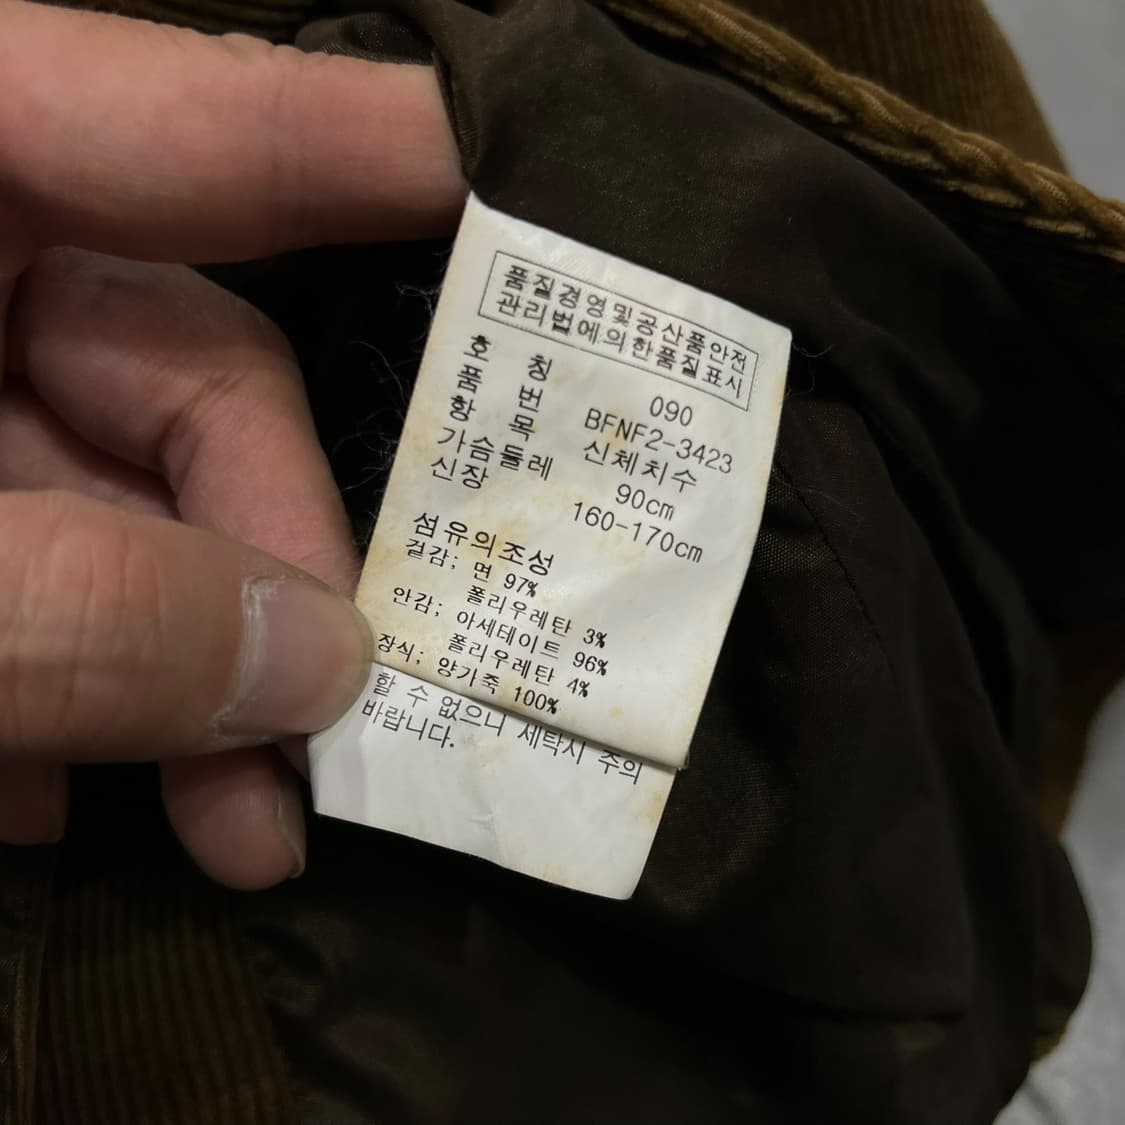 품질경영및공산품안전
관리법에의한품질표시
호 칭 090
품 번 BFNF2-3423
항 목 신체치수
가슴둘레 90cm
신장 160-170cm
섬유의조성
겉감; 면 97%
폴리우레탄 3%
안감; 아세테이트 96%
폴리우레탄 4%
장식; 양가죽 100%
할 수 없으니 세탁시 주의
바랍니다.